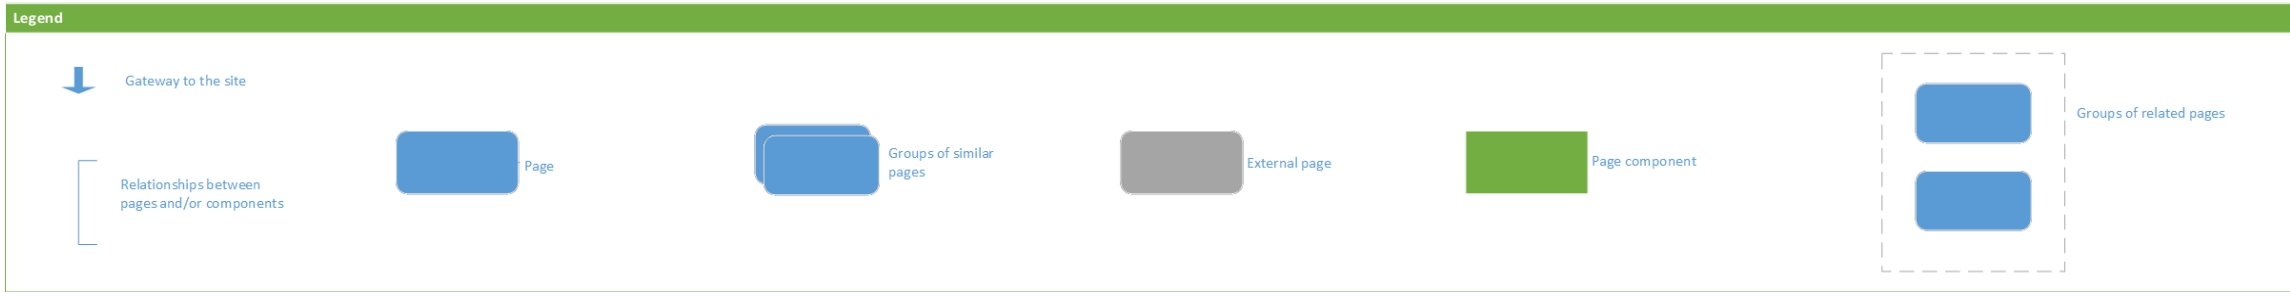 Legend
Gateway to the site
Relationships between
pages and/or components
Page
Groups of similar
pages
External page
Page component
Groups of related pages